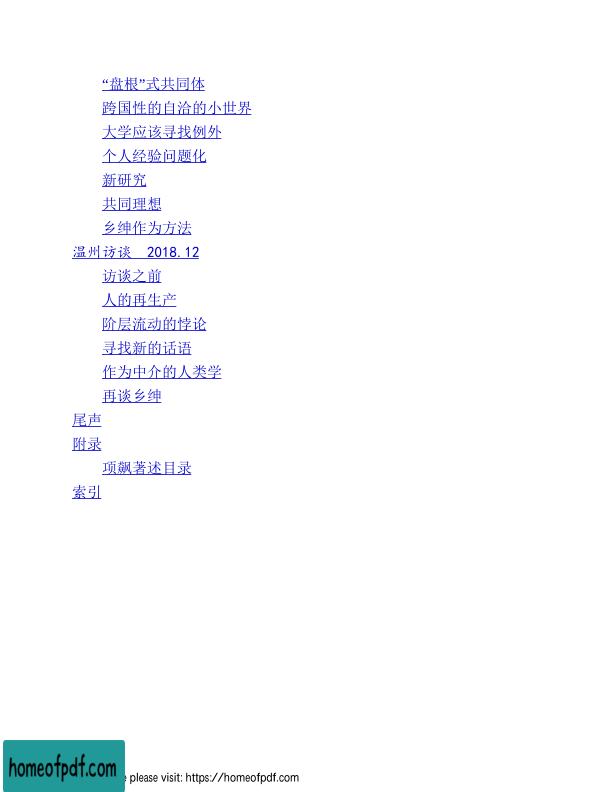 “盘根”式共同体
跨国性的自洽的小世界
大学应该寻找例外
个人经验问题化
新研究
共同理想
乡绅作为方法
温州访谈 2018.12
访谈之前
人的再生产
阶层流动的悖论
寻找新的话语
作为中介的人类学
再谈乡绅
尾声
附录
项飙著述目录
索引
homeofpdf.com
please visit: https://homeofpdf.com